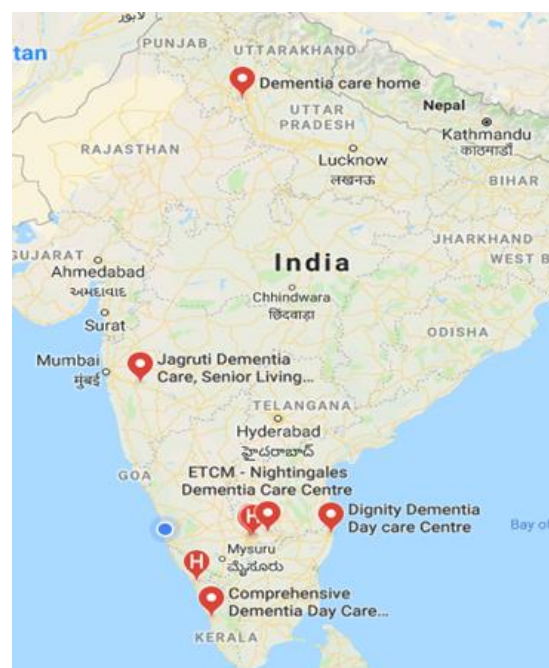 لاہور
PUNJAB
UTTARAKHAND
tan
Dementia care home
UTTAR
PRADESH
Nepal
Kathmandu
काठमाडौँ
RAJASTHAN
Lucknow
लखनऊ
BIHAR
JHARKHAND
WEST B
GUJARAT
Ahmedabad
અમદાવાદ
India
Chhindwara
छिंदवाड़ा
Surat
ODISHA
Mumbai
मुंबई
Jagruti Dementia
Care, Senior Living...
TELANGANA
Hyderabad
హైదరాబాద్
GOA
ETCM - Nightingales
Dementia Care Centre
H
Dignity Dementia
Day care Centre
Bay of
H
Mysuru
ಮೈಸೂರು
Comprehensive
Dementia Day Care...
KERALA